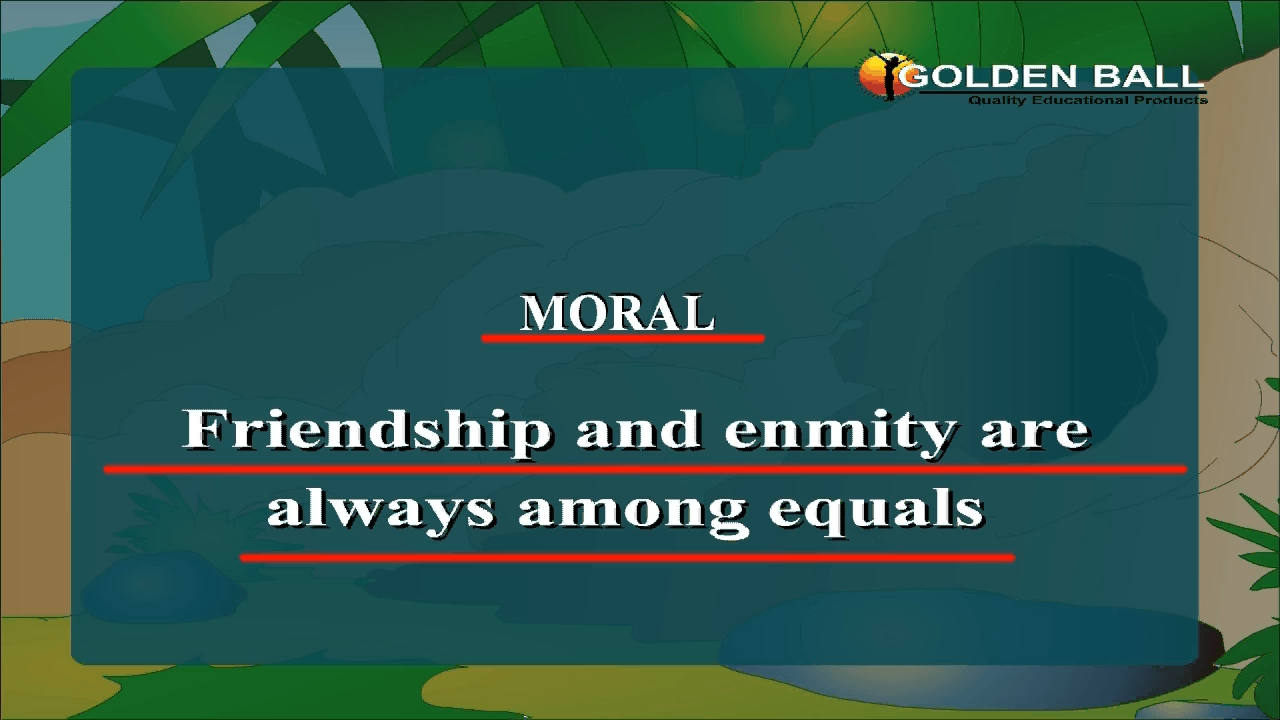 GOLDEN BALL
Quality Educational Products
MORAL
Friendship and enmity are
always among equals